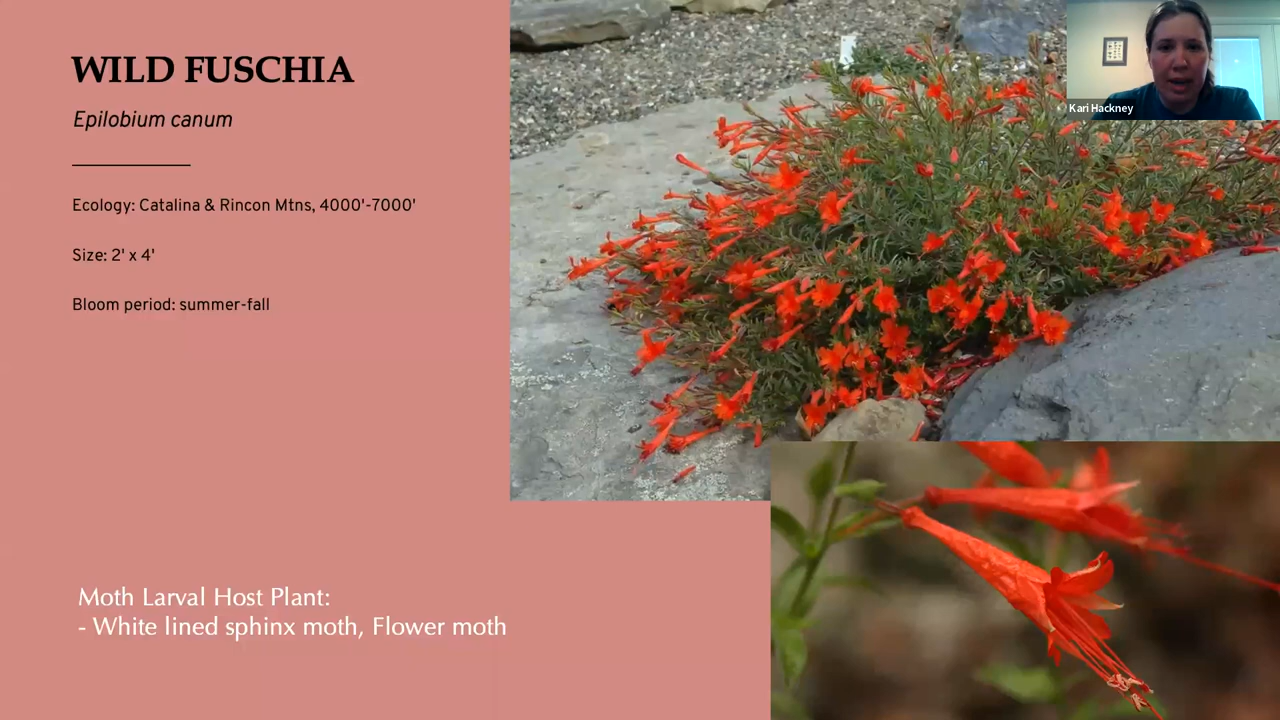 WILD FUSCHIA
Epilobium canum
Ecology: Catalina & Rincon Mtns, 4000'-7000'
Size: 2' x 4'
Bloom period: summer-fall
Moth Larval Host Plant:
- White lined sphinx moth, Flower moth
Kari Hackney